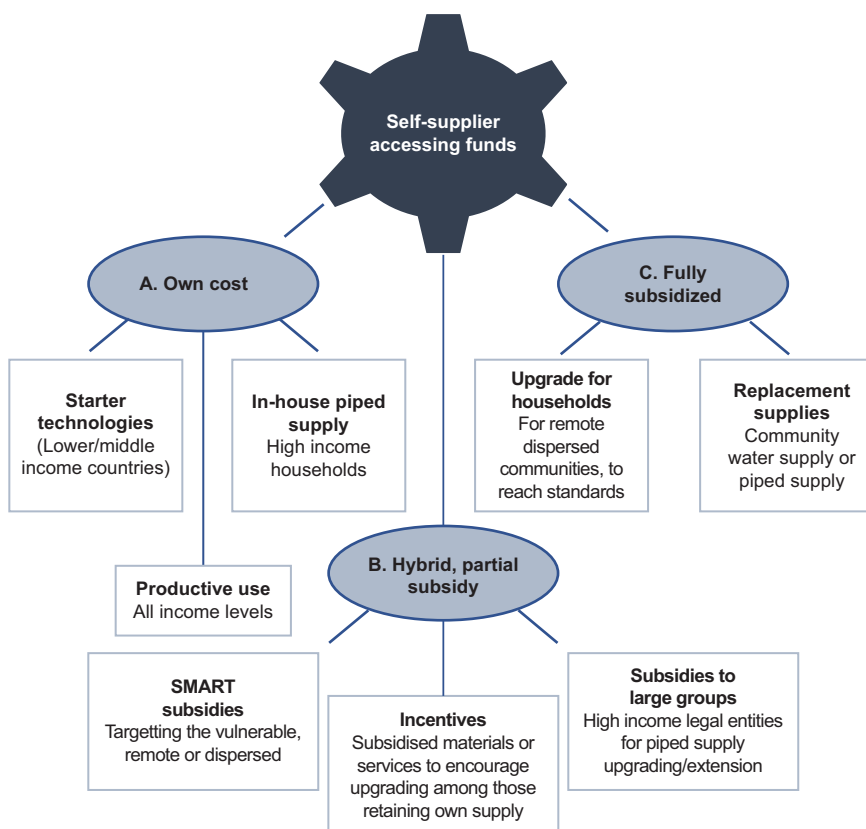 Self-supplier
accessing funds
A. Own cost
C. Fully
subsidized
Starter
technologies
(Lower/middle
income countries)
In-house piped
supply
High income
households
Upgrade for
households
For remote
dispersed
communities, to
reach standards
Replacement
supplies
Community
water supply or
piped supply
Productive use
All income levels
B. Hybrid, partial
subsidy
SMART
subsidies
Targetting the vulnerable,
remote or dispersed
Incentives
Subsidised materials or
services to encourage
upgrading among those
retaining own supply
Subsidies to
large groups
High income legal entities
for piped supply
upgrading/extension